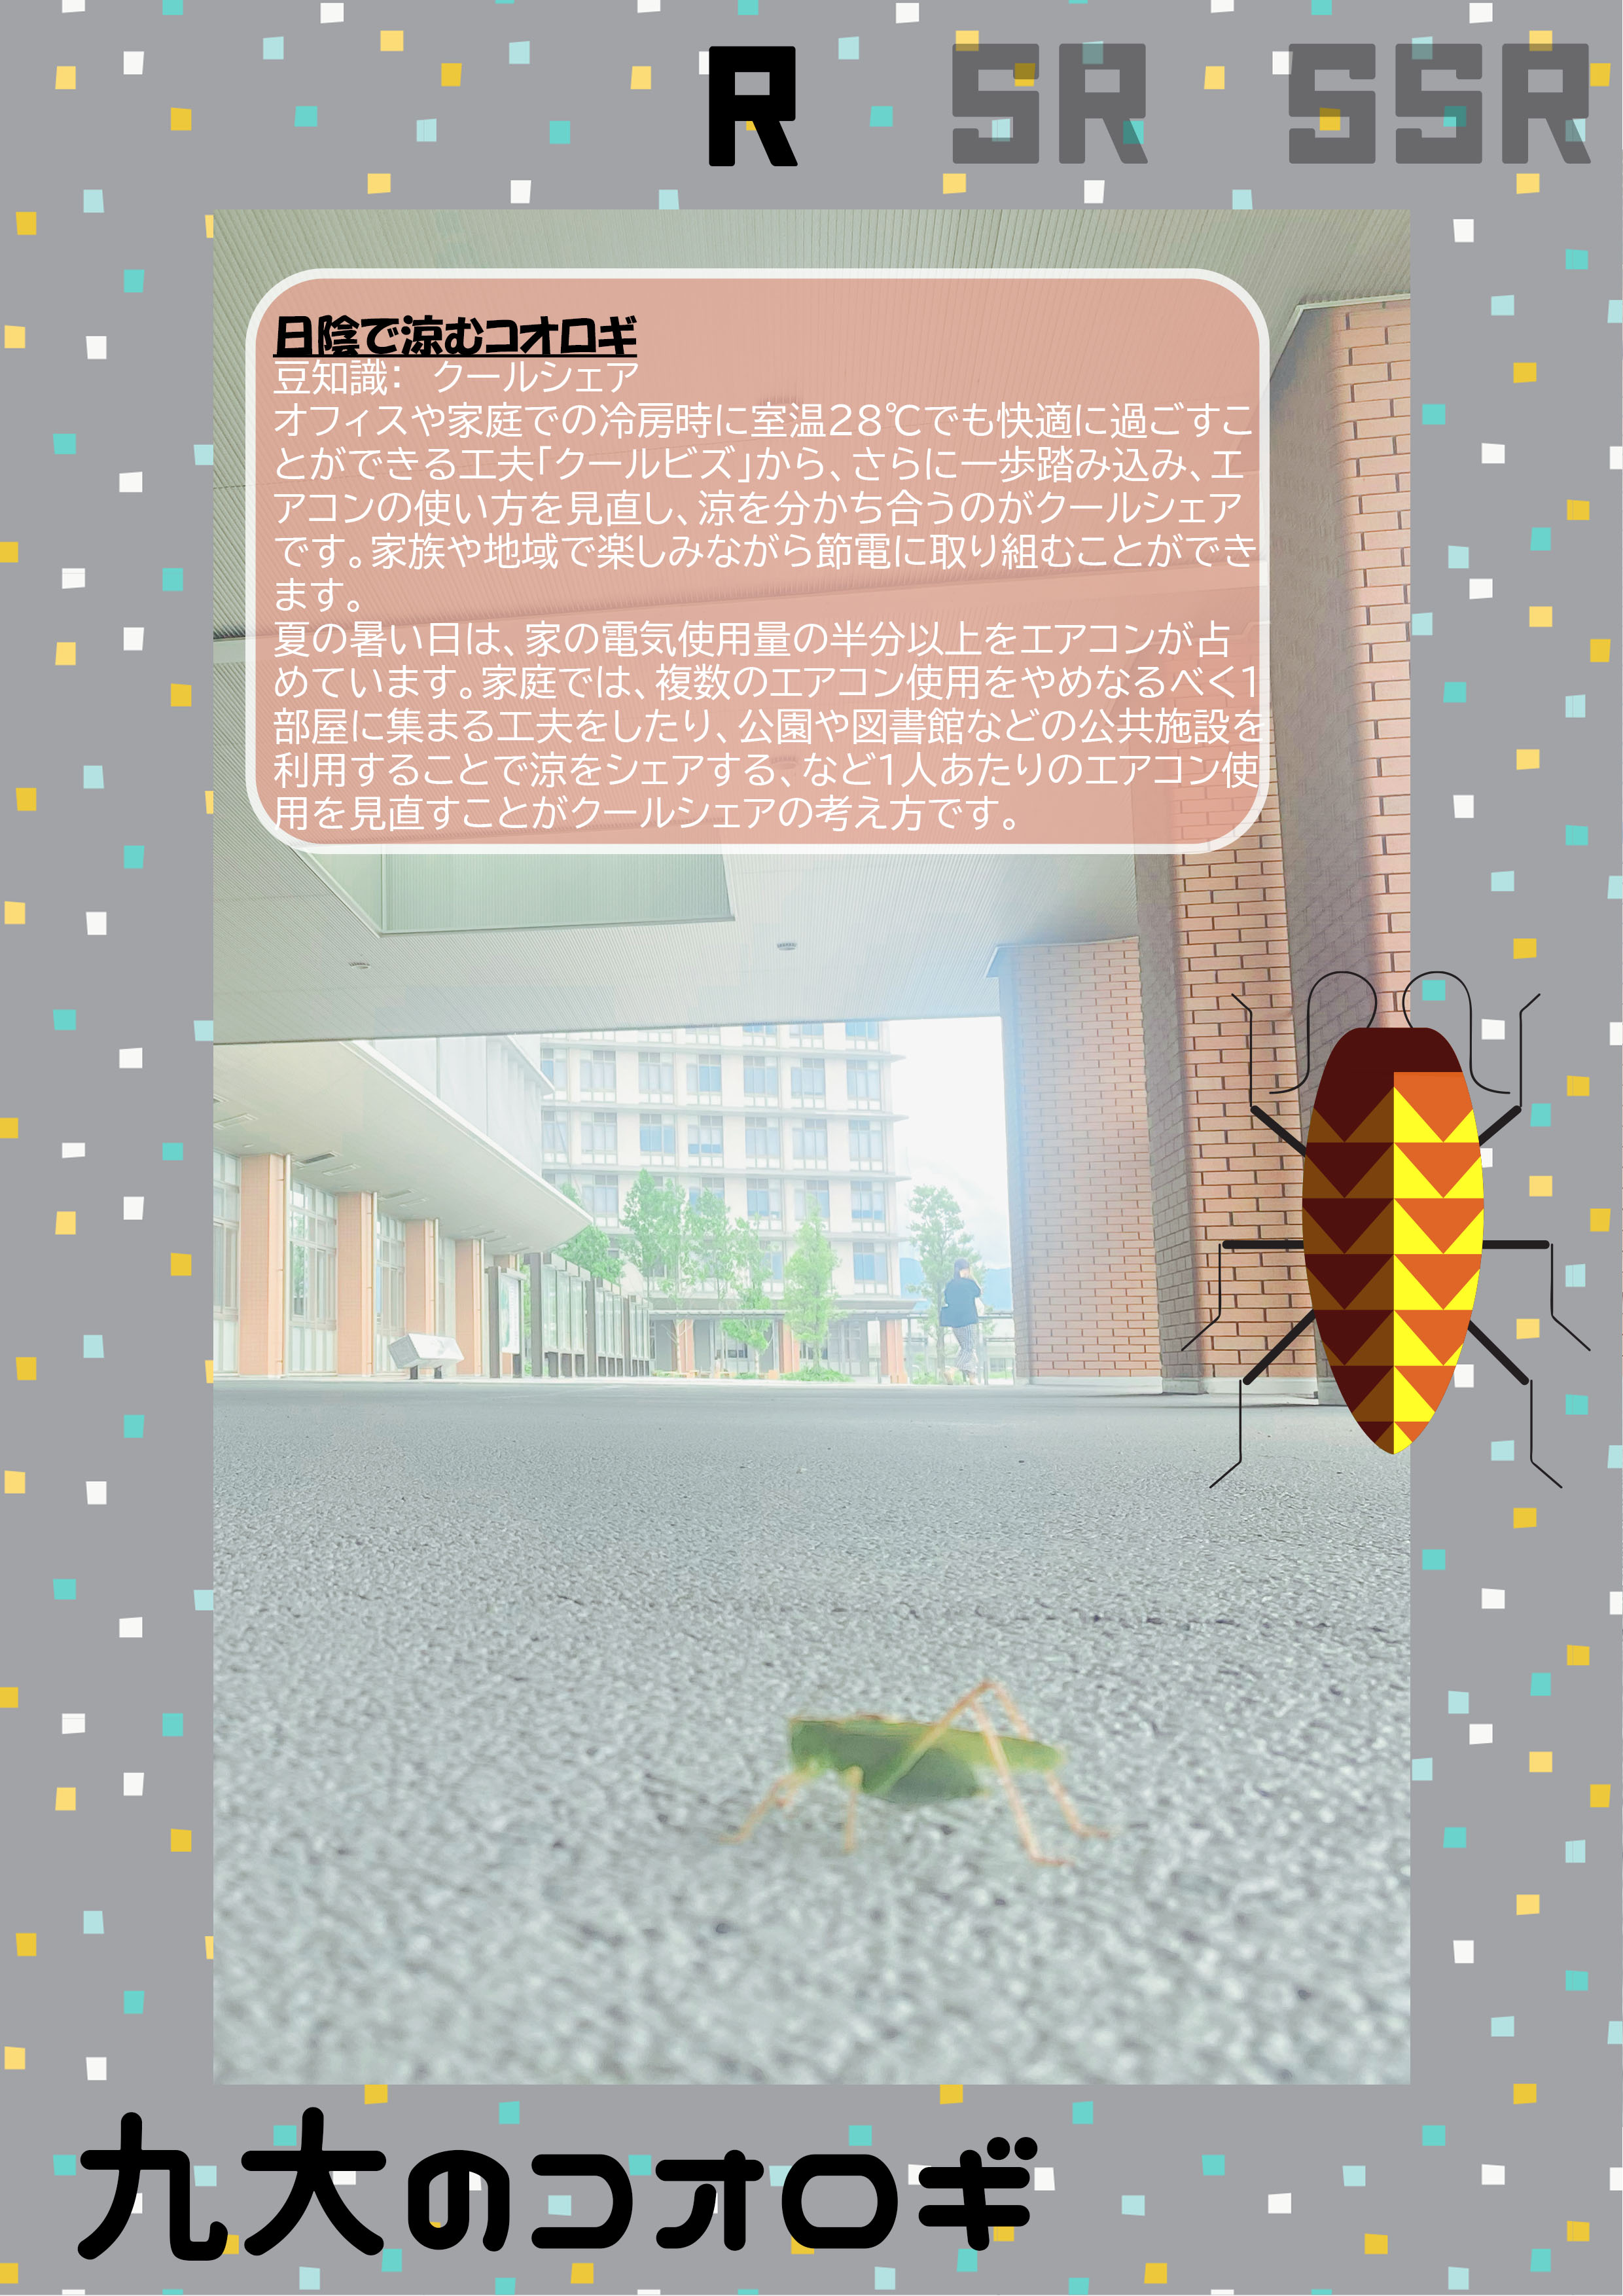 R SR SSR
日陰で涼むコオロギ
豆知識： クールシェア
オフィスや家庭での冷房時に室温28℃でも快適に過ごすこ
とができる工夫「クールビズ」から、さらに一歩踏み込み、エ
アコンの使い方を見直し、涼を分かち合うのがクールシェア
です。家族や地域で楽しみながら節電に取り組むことができ
ます。
夏の暑い日は、家の電気使用量の半分以上をエアコンが占
めています。家庭では、複数のエアコン使用をやめなるべく1
部屋に集まる工夫をしたり、公園や図書館などの公共施設を
利用することで涼をシェアする、など1人あたりのエアコン使
用を見直すことがクールシェアの考え方です。
九大のコオロギ